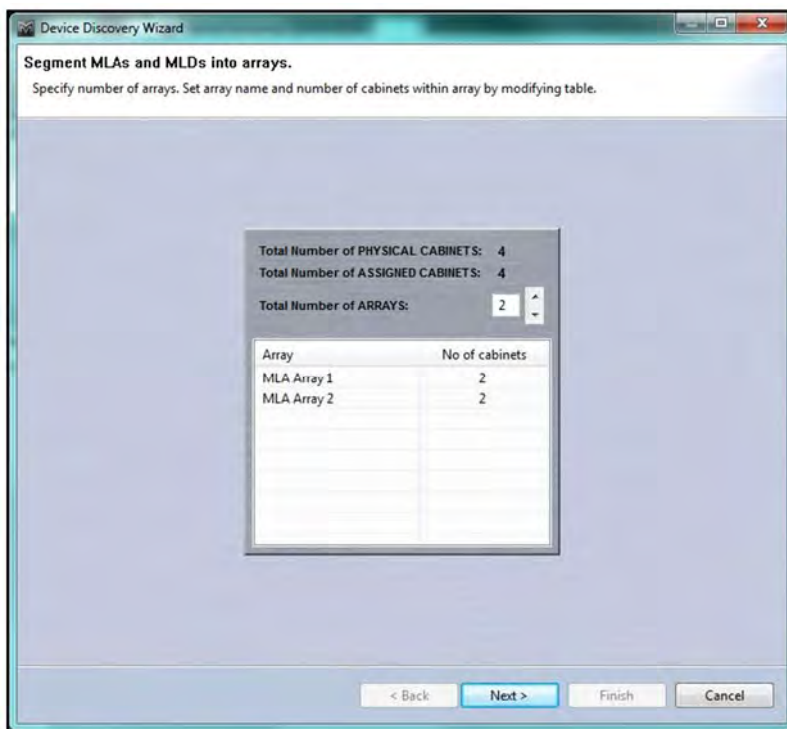 Device Discovery Wizard
Segment MLAs and MLDs into arrays.
Specify number of arrays. Set array name and number of cabinets within array by modifying table.
Total Number of PHYSICAL CABINETS: 4
Total Number of ASSIGNED CABINETS: 4
Total Number of ARRAYS: 2
Array No of cabinets
MLA Array 1 2
MLA Array 2 2
< Back Next > Finish Cancel